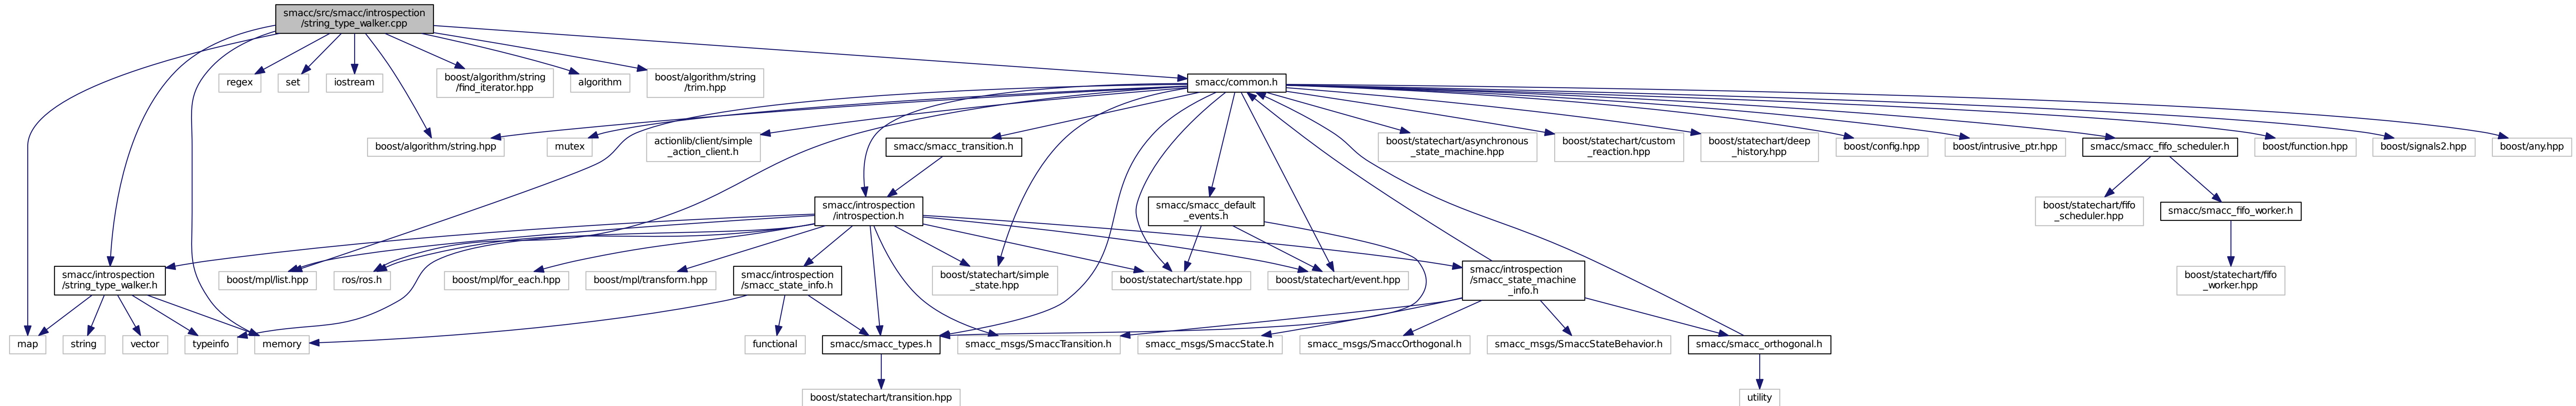 smacc/src/smacc/introspection
/string_type_walker.cpp
regex
set
iostream
boost/algorithm/string
/find_iterator.hpp
algorithm
boost/algorithm/string
/trim.hpp
smacc/common.h
boost/algorithm/string.hpp
mutex
actionlib/client/simple
_action_client.h
smacc/smacc_transition.h
boost/statechart/asynchronous
_state_machine.hpp
boost/statechart/custom
_reaction.hpp
boost/statechart/deep
_history.hpp
boost/config.hpp
boost/intrusive_ptr.hpp
smacc/smacc_fifo_scheduler.h
boost/function.hpp
boost/signals2.hpp
boost/any.hpp
smacc/introspection
/introspection.h
smacc/smacc_default
_events.h
boost/statechart/fifo
_scheduler.hpp
smacc/smacc_fifo_worker.h
smacc/introspection
/string_type_walker.h
boost/mpl/list.hpp
ros/ros.h
boost/mpl/for_each.hpp
boost/mpl/transform.hpp
smacc/introspection
/smacc_state_info.h
boost/statechart/simple
_state.hpp
boost/statechart/state.hpp
boost/statechart/event.hpp
smacc/introspection
/smacc_state_machine
_info.h
boost/statechart/fifo
_worker.hpp
map
string
vector
typeinfo
memory
functional
smacc/smacc_types.h
smacc_msgs/SmaccTransition.h
smacc_msgs/SmaccState.h
smacc_msgs/SmaccOrthogonal.h
smacc_msgs/SmaccStateBehavior.h
smacc/smacc_orthogonal.h
boost/statechart/transition.hpp
utility